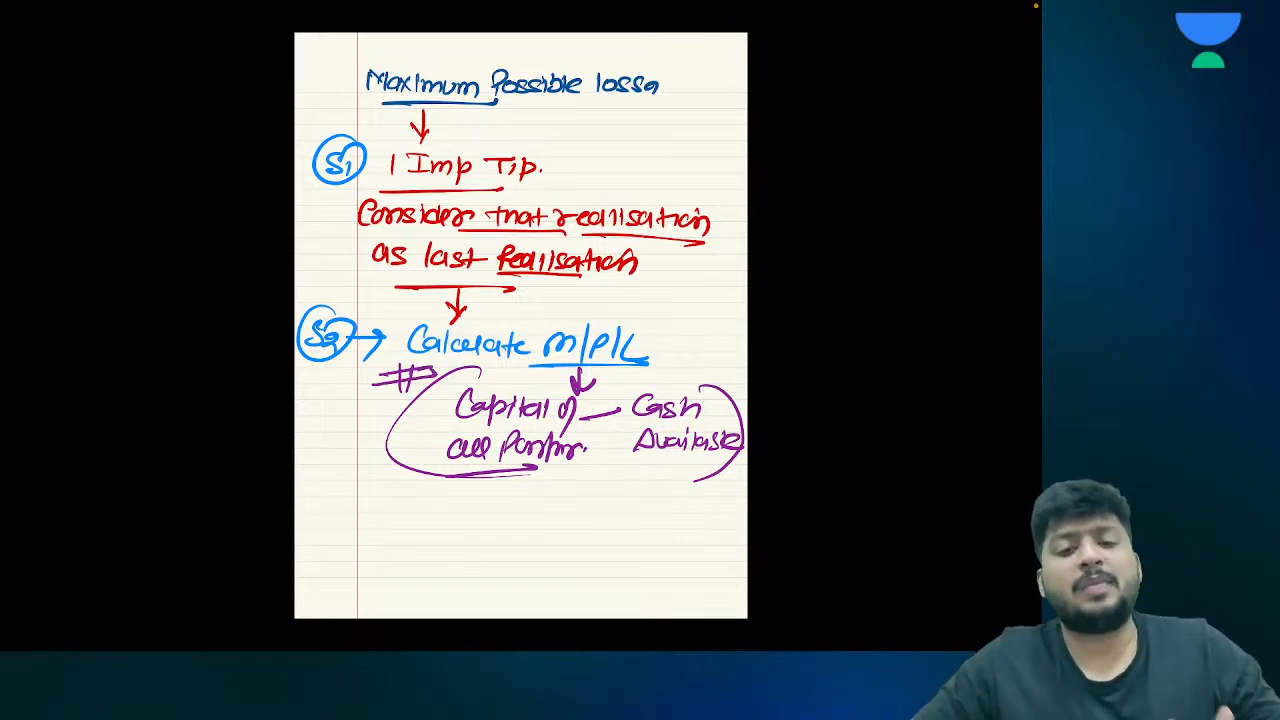 Maximum Possible loss
S1 1 Imp Tip.
Consider that realisation
as last Realisation
S2 → Calculate M/P/L
Capital of — Cash
all Partnr. Available